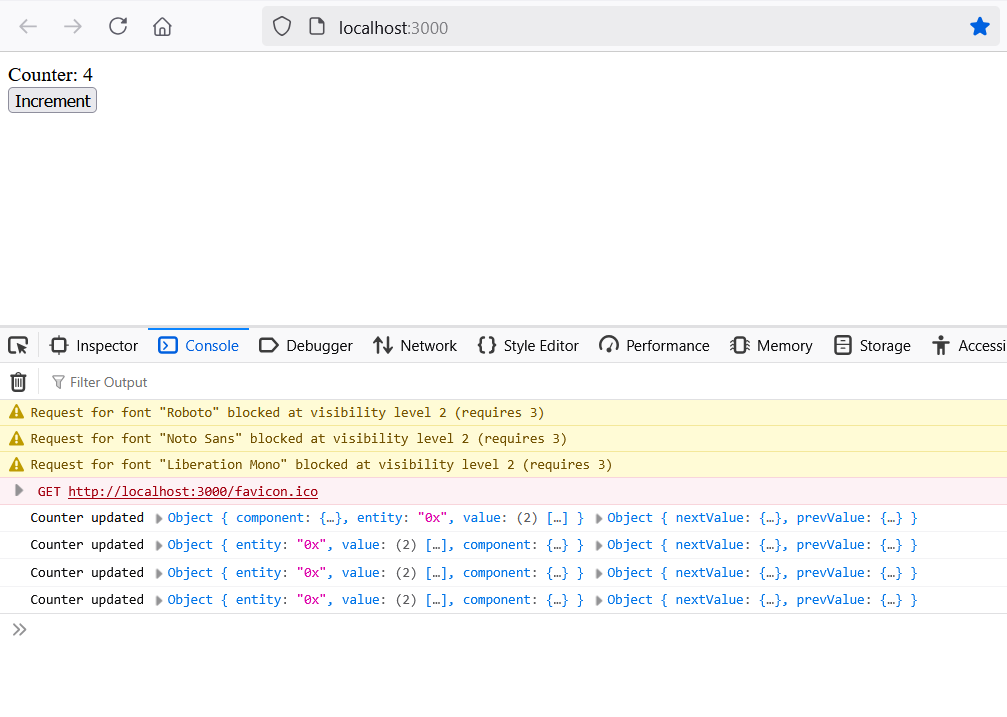 localhost:3000
Counter: 4
Increment
Inspector Console Debugger Network Style Editor Performance Memory Storage Accessi
Filter Output
Request for font "Roboto" blocked at visibility level 2 (requires 3)
Request for font "Noto Sans" blocked at visibility level 2 (requires 3)
Request for font "Liberation Mono" blocked at visibility level 2 (requires 3)
GET http://localhost:3000/favicon.ico
Counter updated Object { component: {…}, entity: "0x", value: (2) […] } Object { nextValue: {…}, prevValue: {…} }
Counter updated Object { entity: "0x", value: (2) […], component: {…} } Object { nextValue: {…}, prevValue: {…} }
Counter updated Object { entity: "0x", value: (2) […], component: {…} } Object { nextValue: {…}, prevValue: {…} }
Counter updated Object { entity: "0x", value: (2) […], component: {…} } Object { nextValue: {…}, prevValue: {…} }